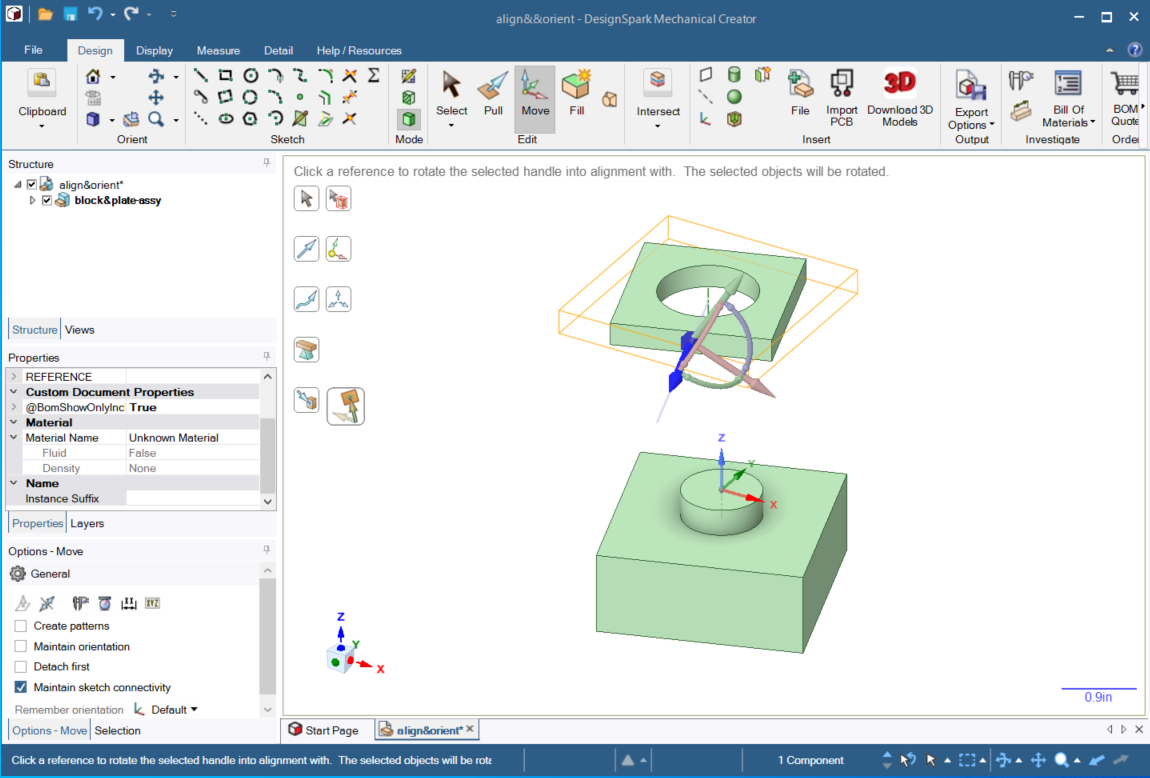 align&&orient - DesignSpark Mechanical Creator
File Design Display Measure Detail Help / Resources
Clipboard
Orient
Sketch
Mode
Select
Pull
Move
Fill
Edit
Intersect
File
Import
PCB
3D
Download 3D
Models
Insert
Export
Options
Output
Bill Of
Materials
Investigate
BOM
Quote
Order
Structure
align&orient*
block&plate-assy
Structure Views
Properties
REFERENCE
Custom Document Properties
@BomShowOnlyIncl True
Material
Material Name Unknown Material
Fluid False
Density None
Name
Instance Suffix
Properties Layers
Options - Move
General
XYZ
Create patterns
Maintain orientation
Detach first
Maintain sketch connectivity
Remember orientation Default
Options - Move Selection
Click a reference to rotate the selected handle into alignment with. The selected objects will be rotated.
Z
Y
X
Z
Y
X
0.9in
Start Page align&orient*
Click a reference to rotate the selected handle into alignment with. The selected objects will be rota
1 Component